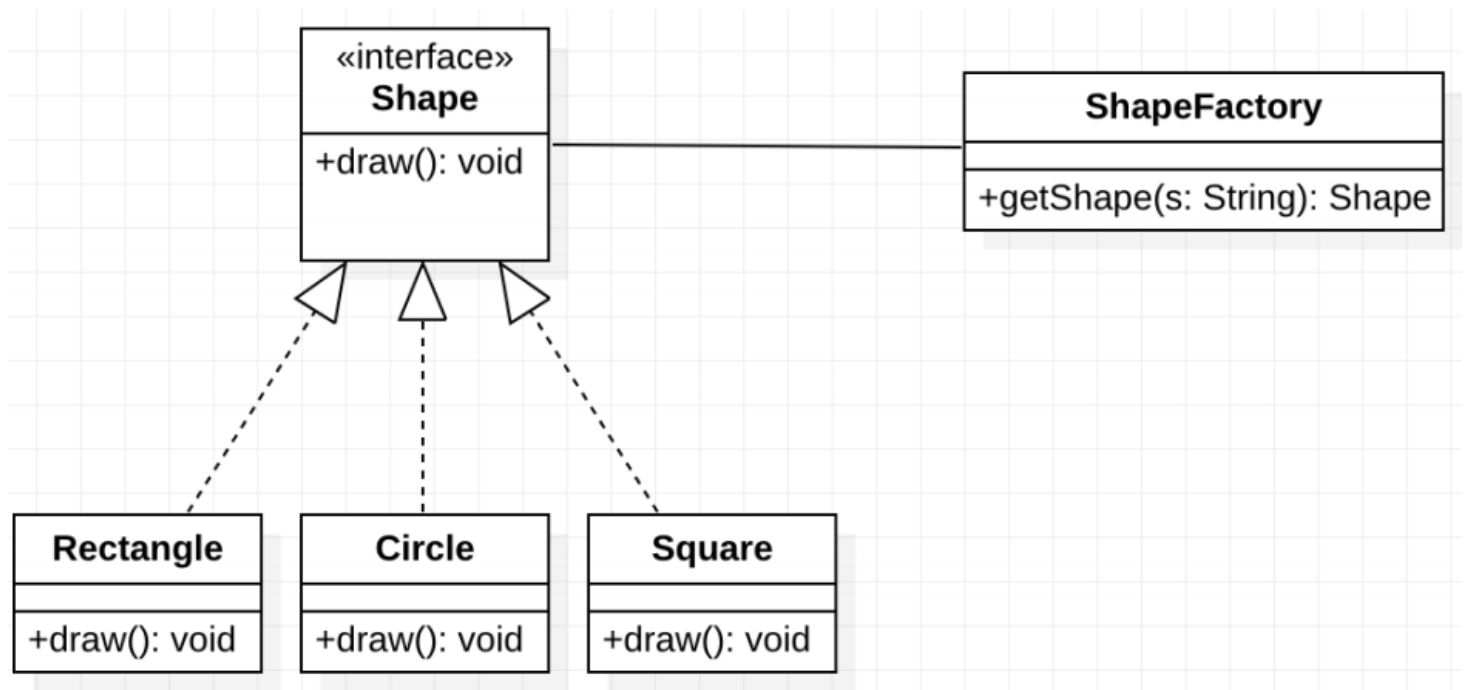 «interface»
Shape
+draw(): void
ShapeFactory
+getShape(s: String): Shape
Rectangle
+draw(): void
Circle
+draw(): void
Square
+draw(): void